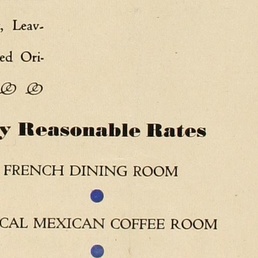 , Leav-
ed Ori-
y Reasonable Rates
FRENCH DINING ROOM
CAL MEXICAN COFFEE ROOM